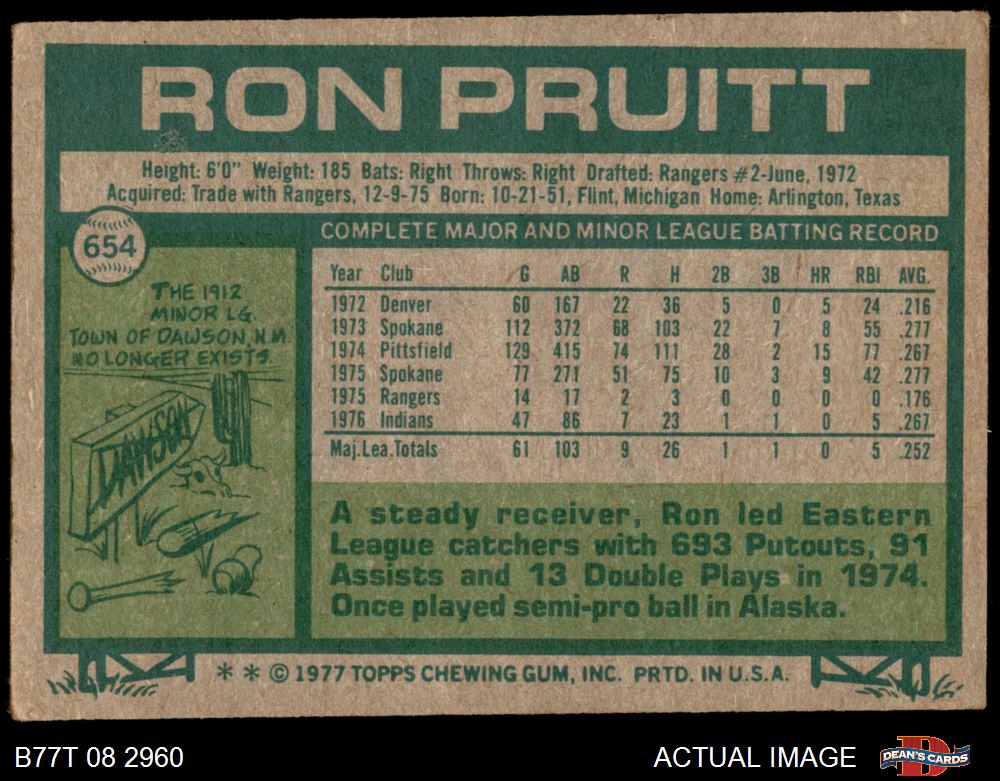 RON PRUITT
Height: 6'0" Weight: 185 Bats: Right Throws: Right Drafted: Rangers #2-June, 1972
Acquired: Trade with Rangers, 12-9-75 Born: 10-21-51, Flint, Michigan Home: Arlington, Texas
654
THE 1912
MINOR LG.
TOWN OF DAWSON, N.M.
NO LONGER EXISTS.
DAWSON
COMPLETE MAJOR AND MINOR LEAGUE BATTING RECORD
Year Club G AB R H 2B 3B HR RBI AVG.
1972 Denver 60 167 22 36 5 0 5 24 .216
1973 Spokane 112 372 68 103 22 7 8 55 .277
1974 Pittsfield 129 415 74 111 28 2 15 77 .267
1975 Spokane 77 271 51 75 10 3 9 42 .277
1975 Rangers 14 17 2 3 0 0 0 0 .176
1976 Indians 47 86 7 23 1 1 0 5 .267
Maj.Lea.Totals 61 103 9 26 1 1 0 5 .252
A steady receiver, Ron led Eastern
League catchers with 693 Putouts, 91
Assists and 13 Double Plays in 1974.
Once played semi-pro ball in Alaska.
* * © 1977 TOPPS CHEWING GUM, INC. PRTD. IN U.S.A.
B77T 08 2960
ACTUAL IMAGE
DEAN'S CARDS